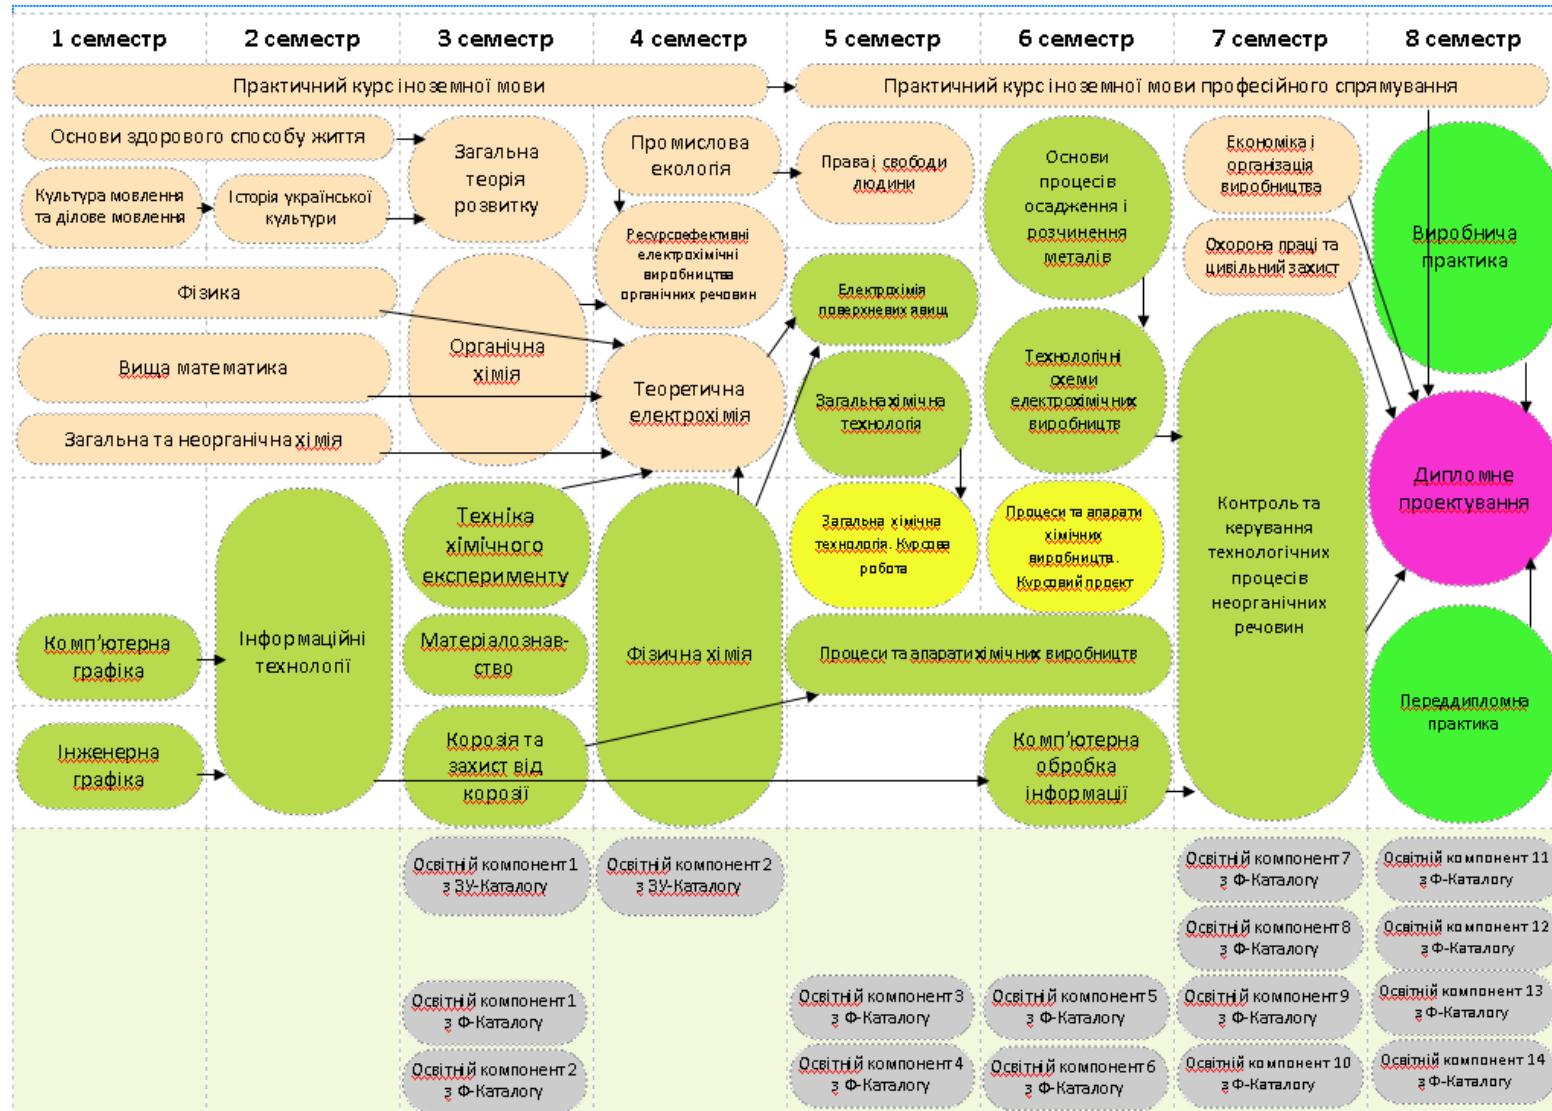 1 семестр
2 семестр
3 семестр
4 семестр
5 семестр
6 семестр
7 семестр
8 семестр
Практичний курс іноземної мови
Практичний курс іноземної мови професійного спрямування
Основи здорового способу життя
Культура мовлення
та ділове мовлення
Історія української
культури
Загальна
теорія
розвитку
Промислова
екологія
Права і свободи
людини
Основи
процесів
осадження і
розчинення
металів
Економіка і
організація
виробництва
Охорона праці та
цивільний захист
Виробнича
практика
Ресурсоефективні
електрохімічні
виробництва
органічних речовин
Фізика
Вища математика
Загальна та неорганічна хімія
Органічна
хімія
Теоретична
електрохімія
Електрохімія
поверхневих явищ
Загальна хімічна
технологія
Технологічні
схеми
електрохімічних
виробництв
Дипломне
проектування
Техніка
хімічного
експерименту
Загальна хімічна
технологія. Курсова
робота
Процеси та апарати
хімічних
виробництва.
Курсовий проект
Контроль та
керування
технологічних
процесів
неорганічних
речовин
Комп’ютерна
графіка
Інформаційні
технології
Матеріалознав-
ство
Фізична хімія
Процеси та апарати хімічних виробництв
Інженерна
графіка
Корозія та
захист від
корозії
Комп’ютерна
обробка
інформації
Переддипломна
практика
Освітній компонент 1
з ЗУ-Каталогу
Освітній компонент 2
з ЗУ-Каталогу
Освітній компонент 7
з Ф-Каталогу
Освітній компонент 11
з Ф-Каталогу
Освітній компонент 8
з Ф-Каталогу
Освітній компонент 12
з Ф-Каталогу
Освітній компонент 1
з Ф-Каталогу
Освітній компонент 3
з Ф-Каталогу
Освітній компонент 5
з Ф-Каталогу
Освітній компонент 9
з Ф-Каталогу
Освітній компонент 13
з Ф-Каталогу
Освітній компонент 2
з Ф-Каталогу
Освітній компонент 4
з Ф-Каталогу
Освітній компонент 6
з Ф-Каталогу
Освітній компонент 10
з Ф-Каталогу
Освітній компонент 14
з Ф-Каталогу